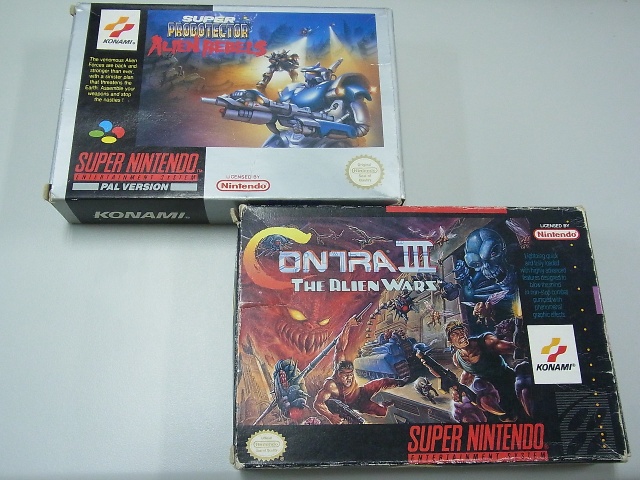 KONAMI
SUPER
PROBOTECTOR
ALIEN REBELS
The venomous Alien
Forces are back and
stronger than ever,
with a sinister plan
that threatens the
Earth. Assemble your
weapons and stop
the nasties!
SUPER NINTENDO
ENTERTAINMENT SYSTEM
PAL VERSION
LICENSED BY
Nintendo
KONAMI
CONTRA III
THE ALIEN WARS
LICENSED BY
Nintendo
KONAMI
SUPER NINTENDO
ENTERTAINMENT SYSTEM